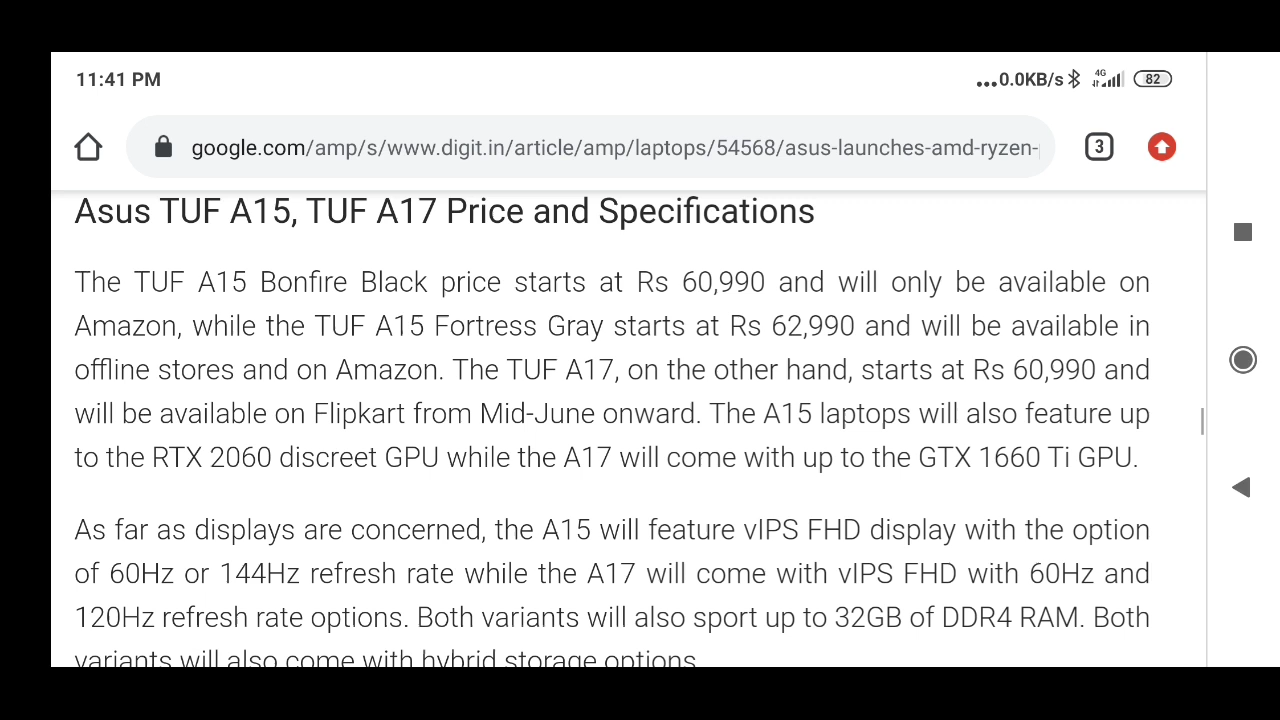 11:41 PM
...0.0KB/s 4G 82
google.com/amp/s/www.digit.in/article/amp/laptops/54568/asus-launches-amd-ryzen-
3
Asus TUF A15, TUF A17 Price and Specifications
The TUF A15 Bonfire Black price starts at Rs 60,990 and will only be available on
Amazon, while the TUF A15 Fortress Gray starts at Rs 62,990 and will be available in
offline stores and on Amazon. The TUF A17, on the other hand, starts at Rs 60,990 and
will be available on Flipkart from Mid-June onward. The A15 laptops will also feature up
to the RTX 2060 discreet GPU while the A17 will come with up to the GTX 1660 Ti GPU.
As far as displays are concerned, the A15 will feature vIPS FHD display with the option
of 60Hz or 144Hz refresh rate while the A17 will come with vIPS FHD with 60Hz and
120Hz refresh rate options. Both variants will also sport up to 32GB of DDR4 RAM. Both
variants will also come with hybrid storage options